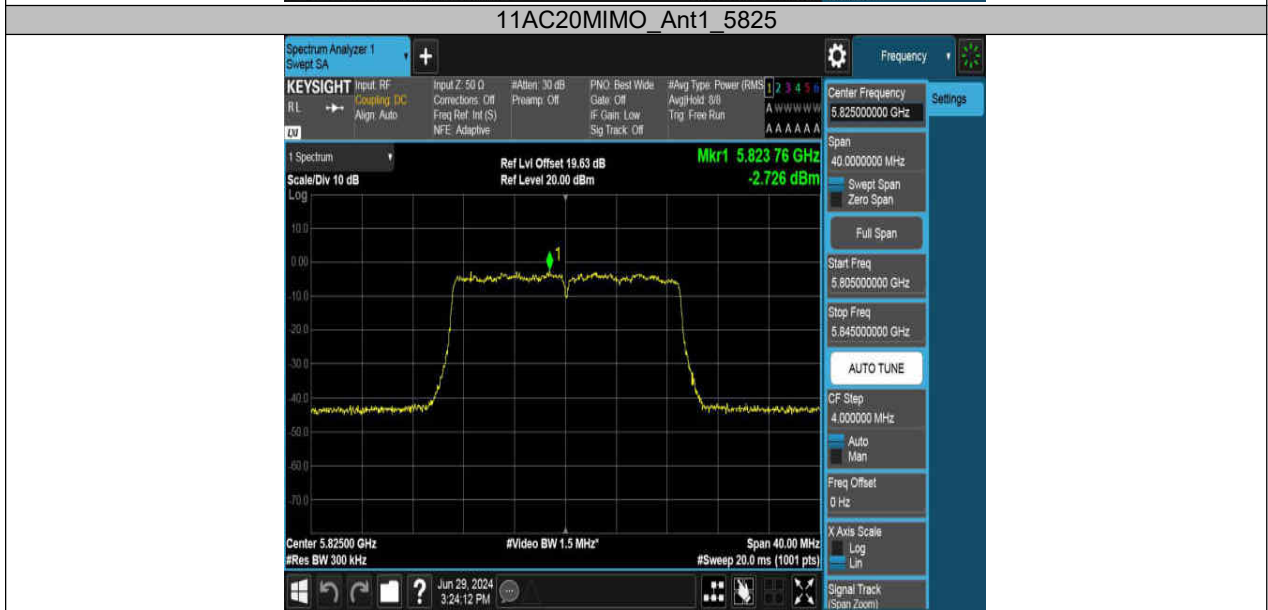 11AC20MIMO_Ant1_5825
Spectrum Analyzer 1
Swept SA
+
Frequency
KEYSIGHT
RL
LXI
Input: RF
Coupling: DC
Align: Auto
Input Z: 50 Ω
Corrections: Off
Freq Ref: Int (S)
NFE: Adaptive
#Atten: 30 dB
Preamp: Off
PNO: Best Wide
Gate: Off
IF Gain: Low
Sig Track: Off
#Avg Type: Power (RMS
Avg|Hold: 8/8
Trig: Free Run
1 2 3 4 5 6
A W W W W W
A A A A A A
Center Frequency
5.825000000 GHz
Settings
Span
40.0000000 MHz
Swept Span
Zero Span
Full Span
Start Freq
5.805000000 GHz
Stop Freq
5.845000000 GHz
AUTO TUNE
CF Step
4.000000 MHz
Auto
Man
Freq Offset
0 Hz
X Axis Scale
Log
Lin
Signal Track
(Span Zoom)
1 Spectrum
Scale/Div 10 dB
Log
Ref Lvl Offset 19.63 dB
Ref Level 20.00 dBm
Mkr1 5.823 76 GHz
-2.726 dBm
10.0
0.00
-10.0
-20.0
-30.0
-40.0
-50.0
-60.0
-70.0
1
Center 5.82500 GHz
#Res BW 300 kHz
#Video BW 1.5 MHz*
Span 40.00 MHz
#Sweep 20.0 ms (1001 pts)
?
Jun 29, 2024
3:24:12 PM